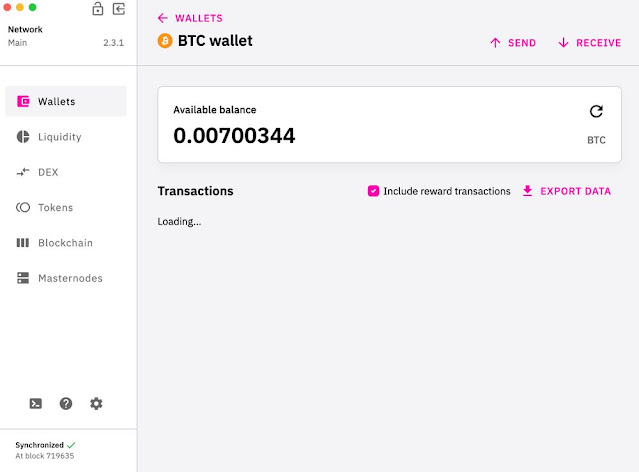 Network
Main 2.3.1
Wallets
Liquidity
DEX
Tokens
Blockchain
Masternodes
Synchronized
At block 719635
WALLETS
BTC wallet
SEND RECEIVE
Available balance
0.00700344
BTC
Transactions
Include reward transactions EXPORT DATA
Loading...